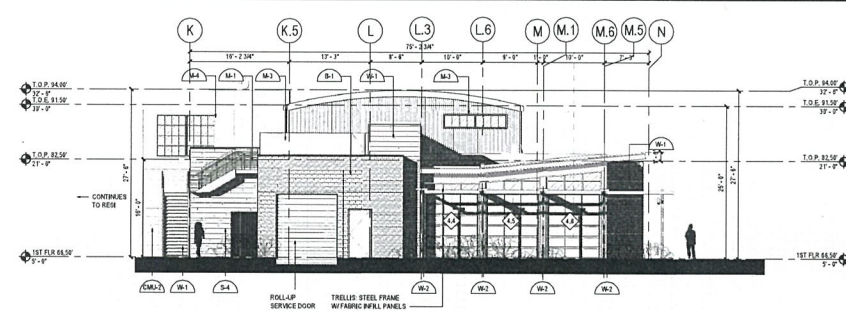 K K.5 L L.3 L.6 M M.1 M.6 M.5 N
75' - 3 3/4"
16' - 2 3/4" 13' - 3" 8' - 6" 10' - 0" 9' - 0" 1' - 0" 10' - 0" 7' - 3"
M-4 M-1 M-3 B-1 W-1 M-3
T.O.P. 94.00' T.O.P. 94.00'
32' - 6" 32' - 6"
T.O.E. 91.50' T.O.E. 91.50'
30' - 0" 30' - 0"
W-1
T.O.P. 82.50' T.O.P. 82.50'
21' - 0" 21' - 0"
27' - 6" 25' - 0" 27' - 6"
CONTINUES
TO RESI
16' - 0"
4.4 4.5 4.6
1ST FLR 66.50' 1ST FLR 66.50'
5' - 0" 5' - 0"
CMU-2 W-1 S-4 W-2 W-2 W-2 W-2
ROLL-UP
SERVICE DOOR
TRELLIS: STEEL FRAME
W/ FABRIC INFILL PANELS